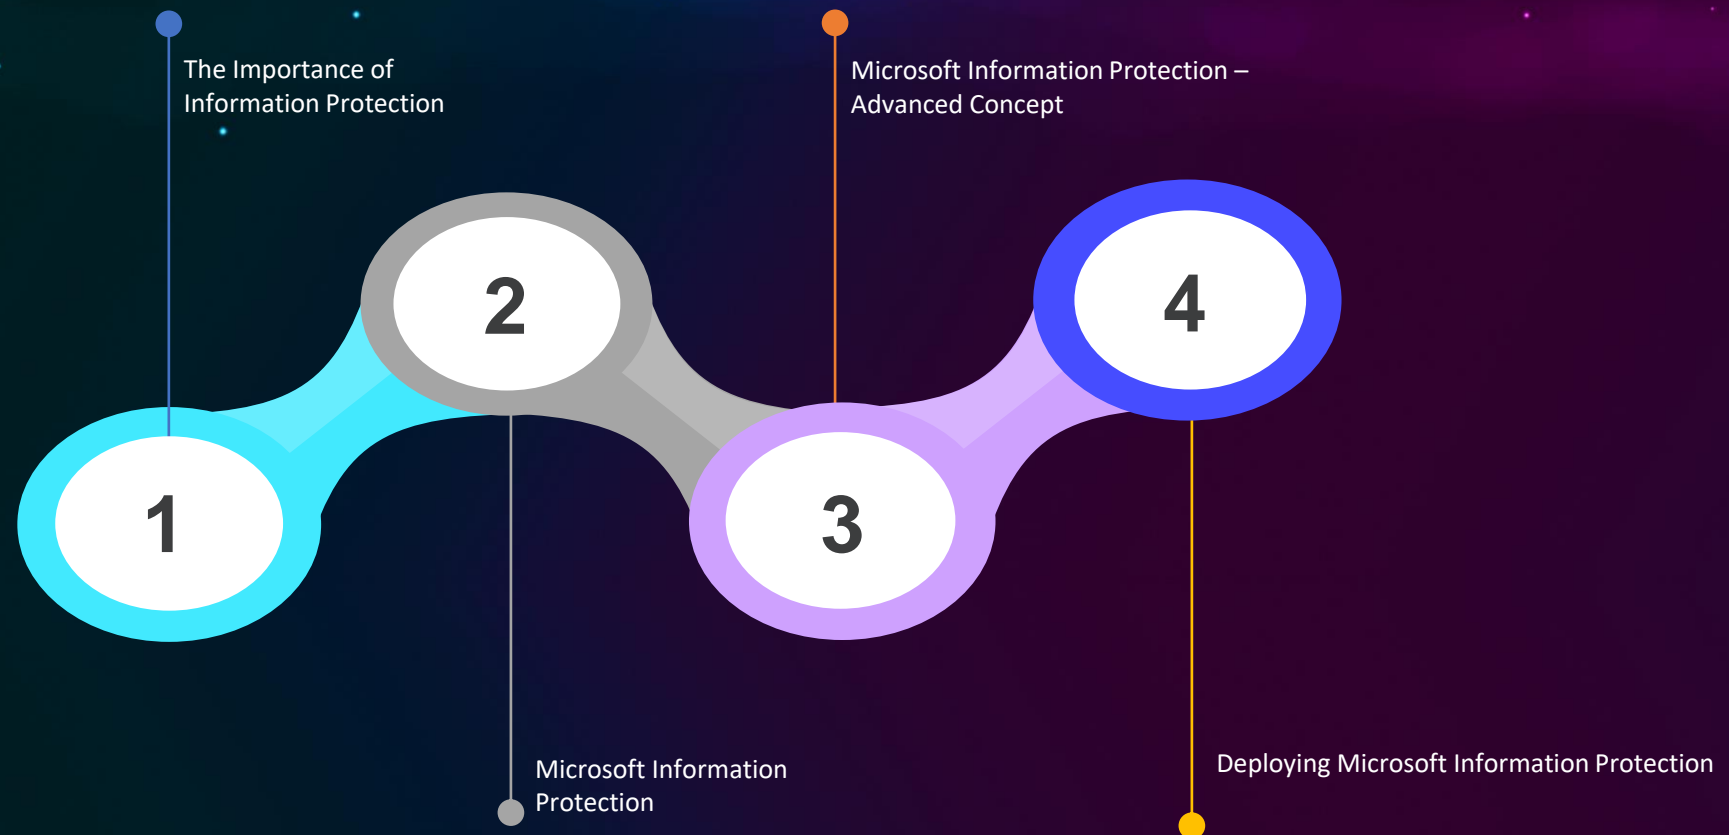 The Importance of
Information Protection
Microsoft Information Protection –
Advanced Concept
2
4
1
3
Microsoft Information
Protection
Deploying Microsoft Information Protection